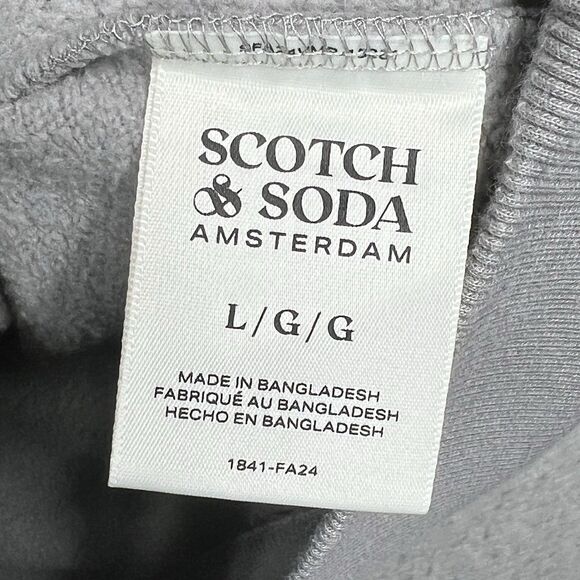 SCOTCH
& SODA
AMSTERDAM
L/G/G
MADE IN BANGLADESH
FABRIQUÉ AU BANGLADESH
HECHO EN BANGLADESH
1841-FA24